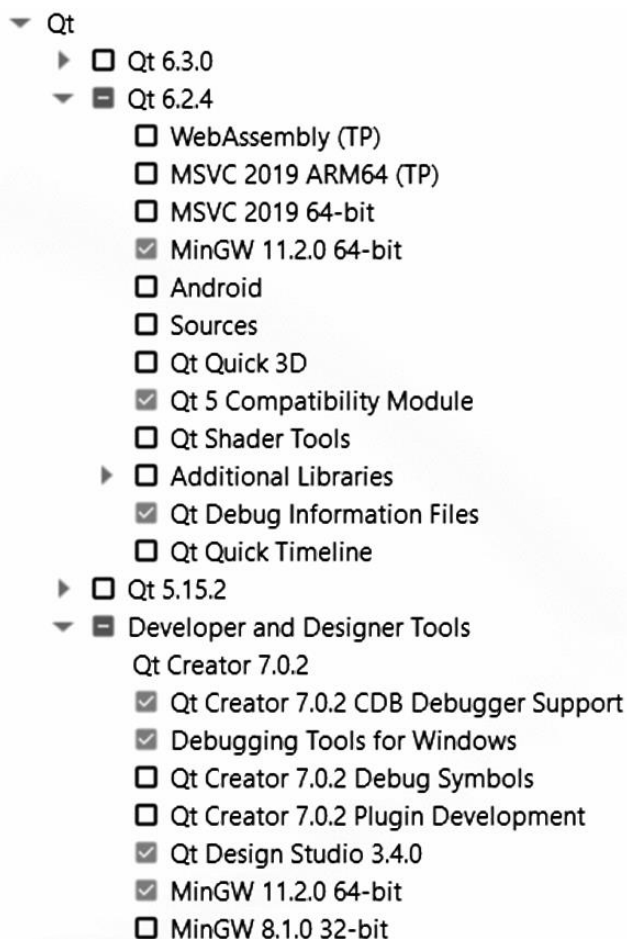 Qt
Qt 6.3.0
Qt 6.2.4
WebAssembly (TP)
MSVC 2019 ARM64 (TP)
MSVC 2019 64-bit
MinGW 11.2.0 64-bit
Android
Sources
Qt Quick 3D
Qt 5 Compatibility Module
Qt Shader Tools
Additional Libraries
Qt Debug Information Files
Qt Quick Timeline
Qt 5.15.2
Developer and Designer Tools
Qt Creator 7.0.2
Qt Creator 7.0.2 CDB Debugger Support
Debugging Tools for Windows
Qt Creator 7.0.2 Debug Symbols
Qt Creator 7.0.2 Plugin Development
Qt Design Studio 3.4.0
MinGW 11.2.0 64-bit
MinGW 8.1.0 32-bit